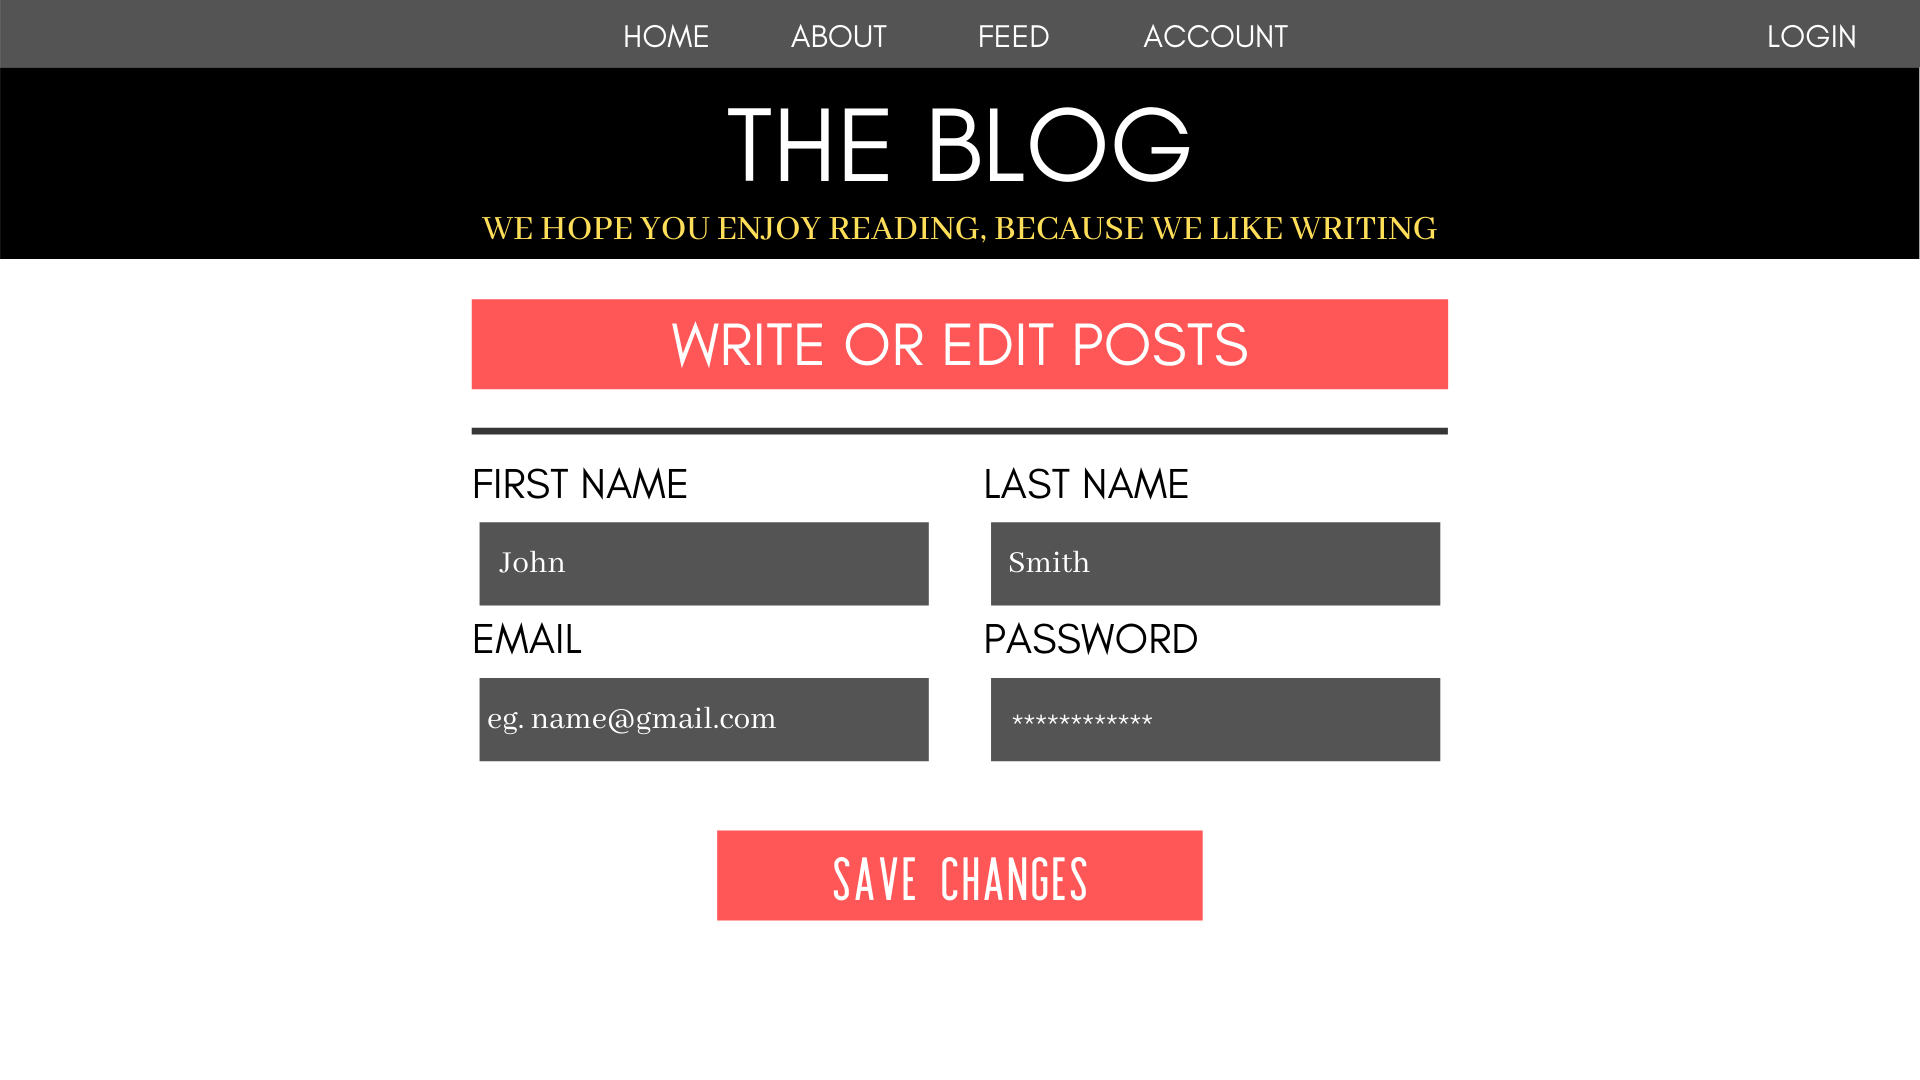 HOME ABOUT FEED ACCOUNT LOGIN
THE BLOG
WE HOPE YOU ENJOY READING, BECAUSE WE LIKE WRITING
WRITE OR EDIT POSTS
FIRST NAME LAST NAME
John Smith
EMAIL PASSWORD
eg. name@gmail.com ************
SAVE CHANGES